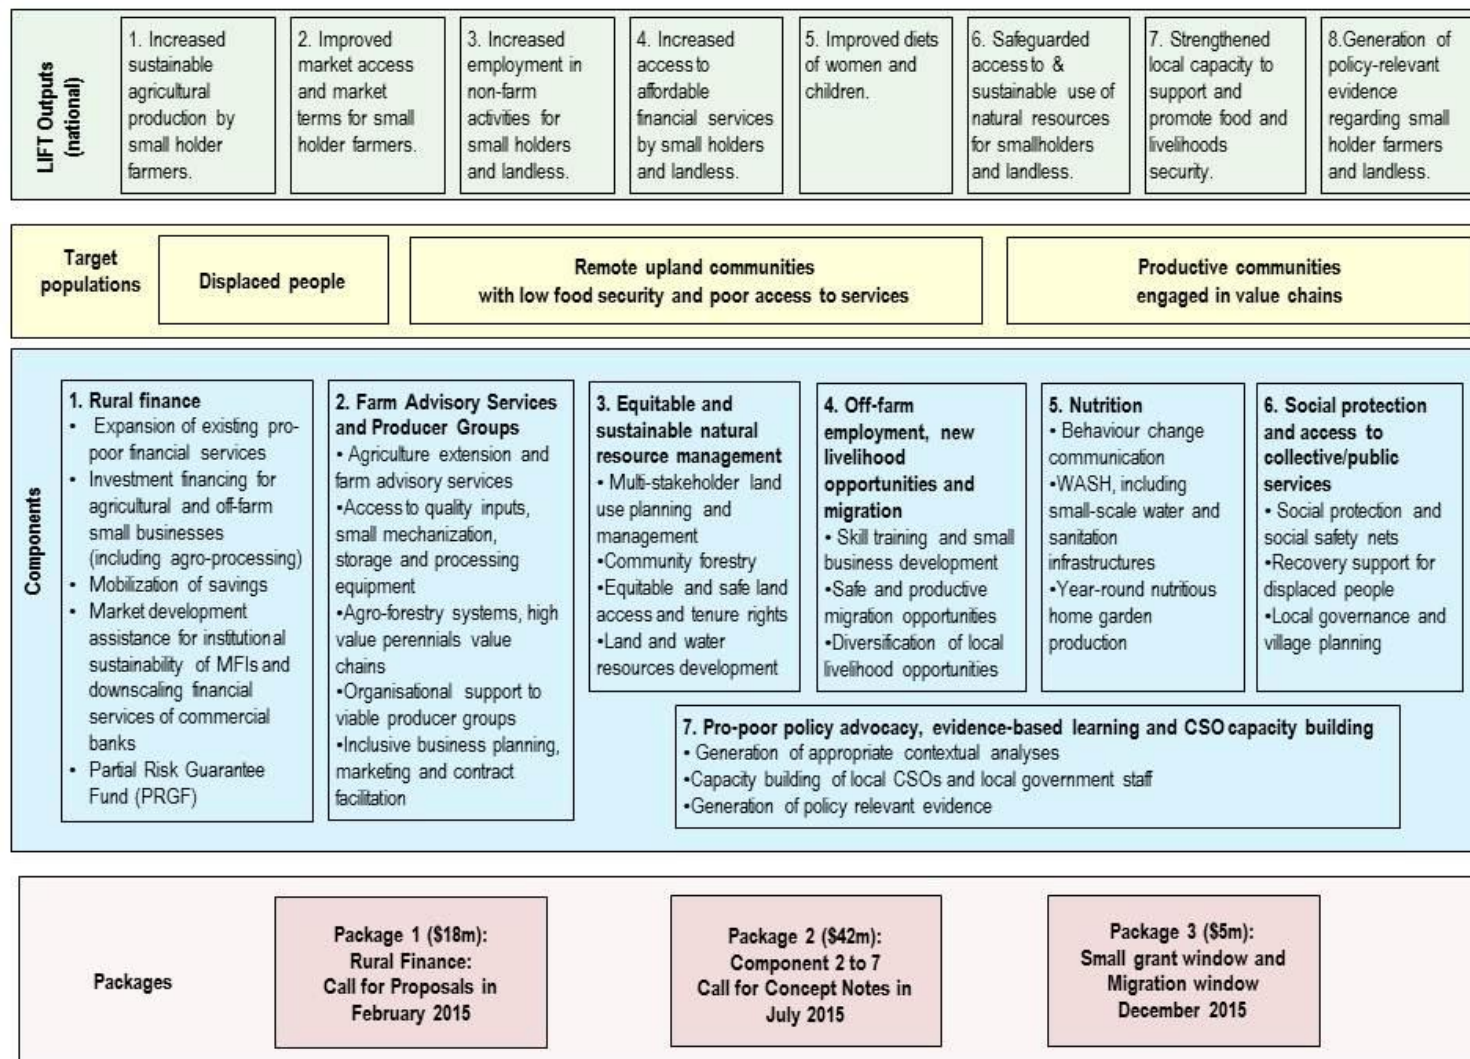 LIFT Outputs
(national)
1. Increased
sustainable
agricultural
production by
small holder
farmers.
2. Improved
market access
and market
terms for small
holder farmers.
3. Increased
employment in
non-farm
activities for
small holders
and landless.
4. Increased
access to
affordable
financial services
by small holders
and landless.
5. Improved diets
of women and
children.
6. Safeguarded
access to &
sustainable use of
natural resources
for smallholders
and landless.
7. Strengthened
local capacity to
support and
promote food and
livelihoods
security.
8.Generation of
policy-relevant
evidence
regarding small
holder farmers
and landless.
Target
populations
Displaced people
Remote upland communities
with low food security and poor access to services
Productive communities
engaged in value chains
Components
1. Rural finance
• Expansion of existing pro-
poor financial services
• Investment financing for
agricultural and off-farm
small businesses
(including agro-processing)
• Mobilization of savings
• Market development
assistance for institutional
sustainability of MFIs and
downscaling financial
services of commercial
banks
• Partial Risk Guarantee
Fund (PRGF)
2. Farm Advisory Services
and Producer Groups
• Agriculture extension and
farm advisory services
•Access to quality inputs,
small mechanization,
storage and processing
equipment
•Agro-forestry systems, high
value perennials value
chains
•Organisational support to
viable producer groups
•Inclusive business planning,
marketing and contract
facilitation
3. Equitable and
sustainable natural
resource management
• Multi-stakeholder land
use planning and
management
•Community forestry
•Equitable and safe land
access and tenure rights
•Land and water
resources development
4. Off-farm
employment, new
livelihood
opportunities and
migration
• Skill training and small
business development
•Safe and productive
migration opportunities
•Diversification of local
livelihood opportunities
5. Nutrition
• Behaviour change
communication
•WASH, including
small-scale water and
sanitation
infrastructures
•Year-round nutritious
home garden
production
6. Social protection
and access to
collective/public
services
• Social protection and
social safety nets
•Recovery support for
displaced people
•Local governance and
village planning
7. Pro-poor policy advocacy, evidence-based learning and CSO capacity building
• Generation of appropriate contextual analyses
•Capacity building of local CSOs and local government staff
•Generation of policy relevant evidence
Packages
Package 1 ($18m):
Rural Finance:
Call for Proposals in
February 2015
Package 2 ($42m):
Component 2 to 7
Call for Concept Notes in
July 2015
Package 3 ($5m):
Small grant window and
Migration window
December 2015